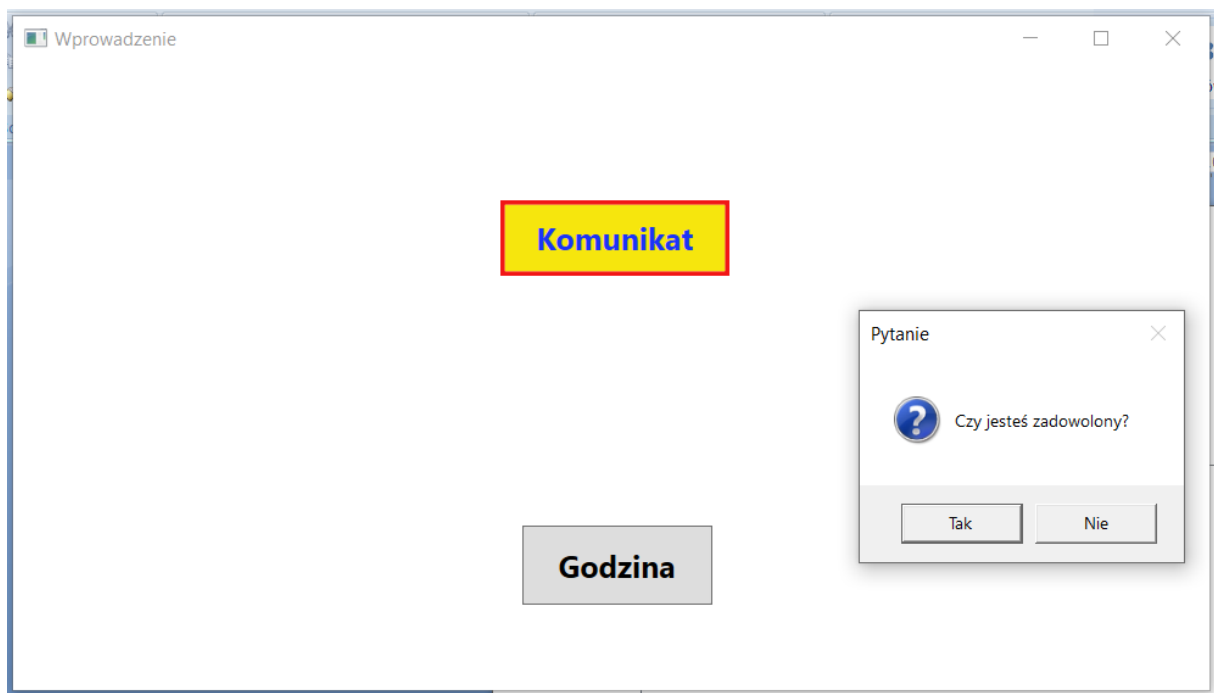 Wprowadzenie
Komunikat
Pytanie
Czy jesteś zadowolony?
Tak
Nie
Godzina